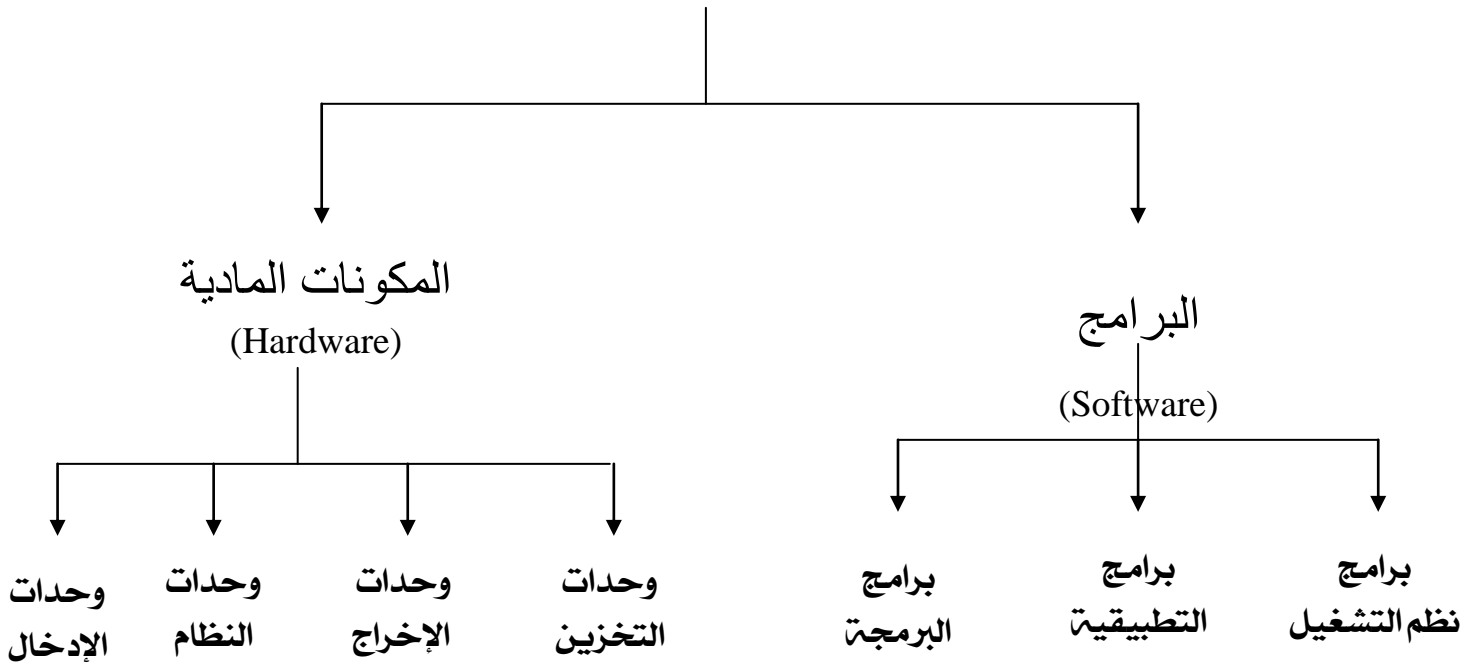 المكونات المادية
(Hardware)
البرامج
(Software)
وحدات
الإدخال
وحدات
النظام
وحدات
الإخراج
وحدات
التخزين
برامج
البرمجة
برامج
التطبيقية
برامج
نظم التشغيل